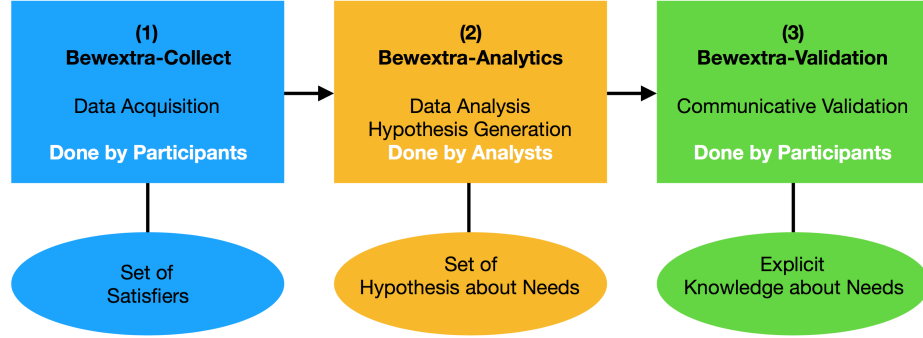 (1)
Bewextra-Collect
Data Acquisition
Done by Participants
(2)
Bewextra-Analytics
Data Analysis
Hypothesis Generation
Done by Analysts
(3)
Bewextra-Validation
Communicative Validation
Done by Participants
Set of
Satisfiers
Set of
Hypothesis about Needs
Explicit
Knowledge about Needs